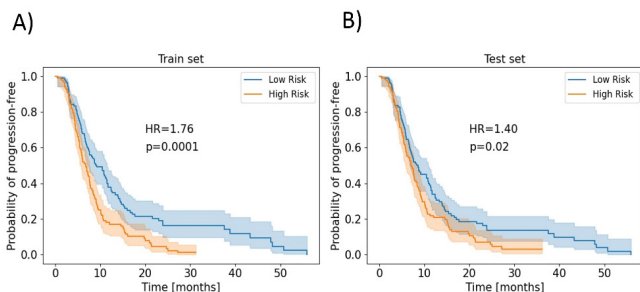 A)
B)
Train set
Test set
Probability of progression-free
1.0
0.8
0.6
0.4
0.2
0.0
Low Risk
High Risk
HR=1.76
p=0.0001
0
10
20
30
40
50
Time [months]
Probability of progression-free
1.0
0.8
0.6
0.4
0.2
0.0
Low Risk
High Risk
HR=1.40
p=0.02
0
10
20
30
40
50
Time [months]